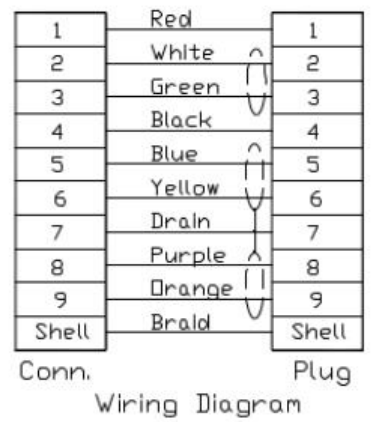 1 Red 1
2 White 2
3 Green 3
4 Black 4
5 Blue 5
6 Yellow 6
7 Drain 7
8 Purple 8
9 Orange 9
Shell Braid Shell
Conn. Plug
Wiring Diagram